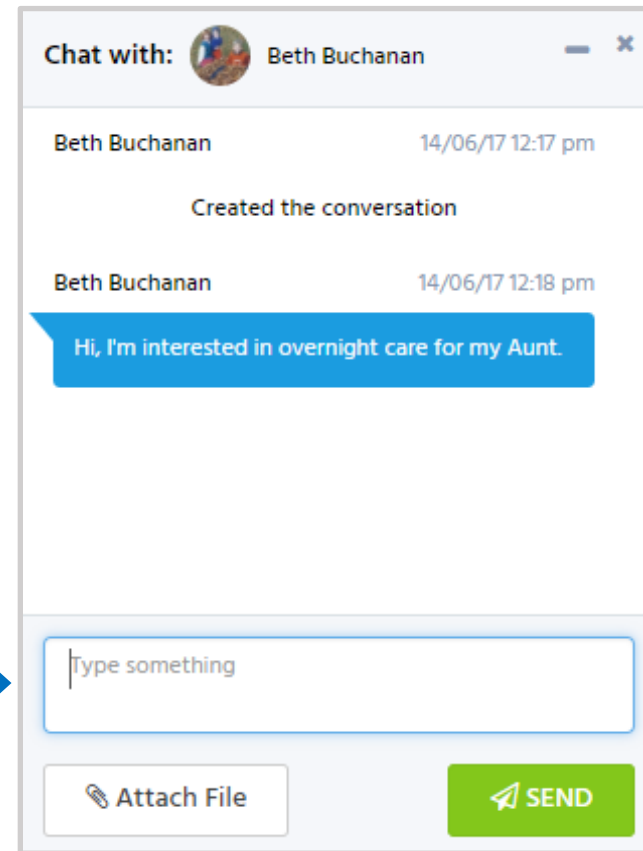 Chat with: Beth Buchanan
Beth Buchanan 14/06/17 12:17 pm
Created the conversation
Beth Buchanan 14/06/17 12:18 pm
Hi, I'm interested in overnight care for my Aunt.
Type something
Attach File SEND